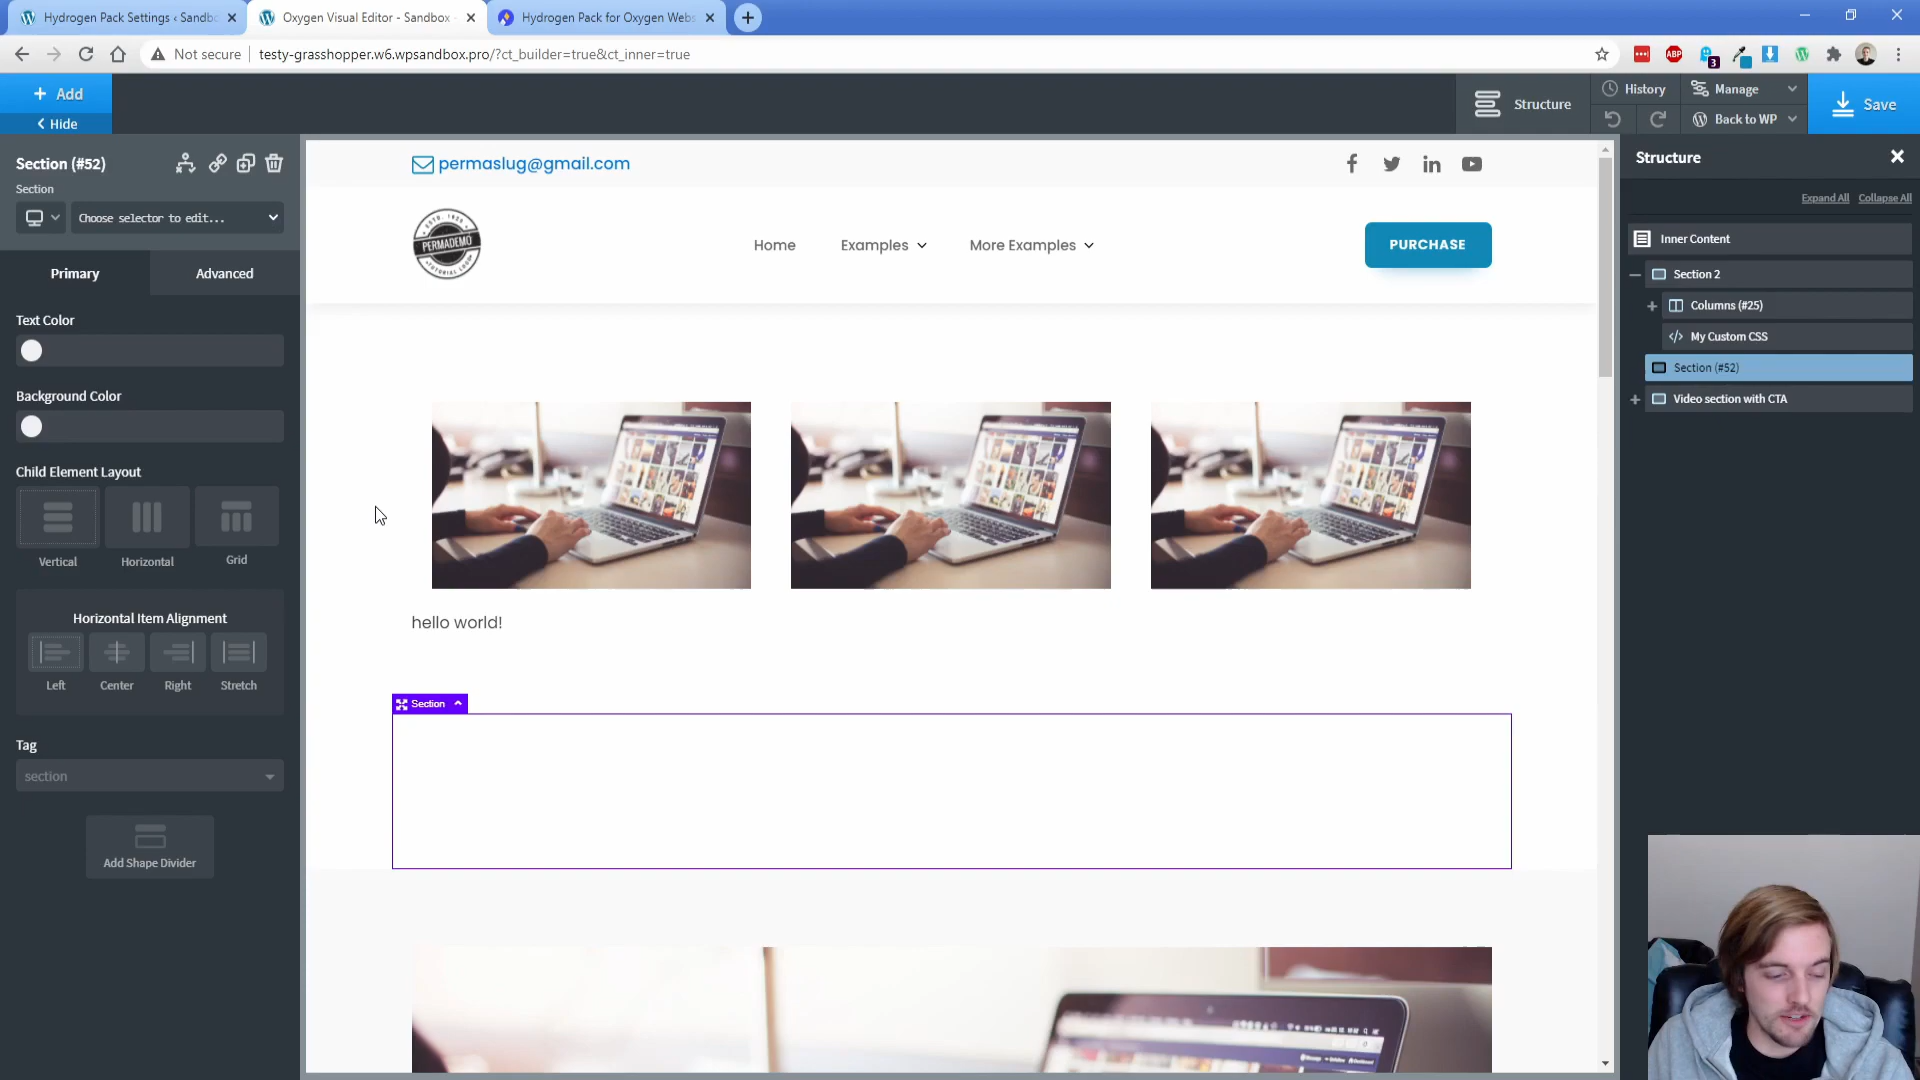 Hydrogen Pack Settings ‹ Sandbo
Oxygen Visual Editor - Sandbox
Hydrogen Pack for Oxygen Webs
Not secure
testy-grasshopper.w6.wpsandbox.pro/?ct_builder=true&ct_inner=true
ABP
3
+ Add
Hide
Structure
History
Manage
Back to WP
Save
Section (#52)
Section
Choose selector to edit...
Primary
Advanced
Text Color
Background Color
Child Element Layout
Vertical
Horizontal
Grid
Horizontal Item Alignment
Left
Center
Right
Stretch
Tag
section
Add Shape Divider
permaslug@gmail.com
PERMADEMO
Home
Examples
More Examples
PURCHASE
hello world!
Section
Structure
Expand All
Collapse All
Inner Content
Section 2
Columns (#25)
My Custom CSS
Section (#52)
Video section with CTA